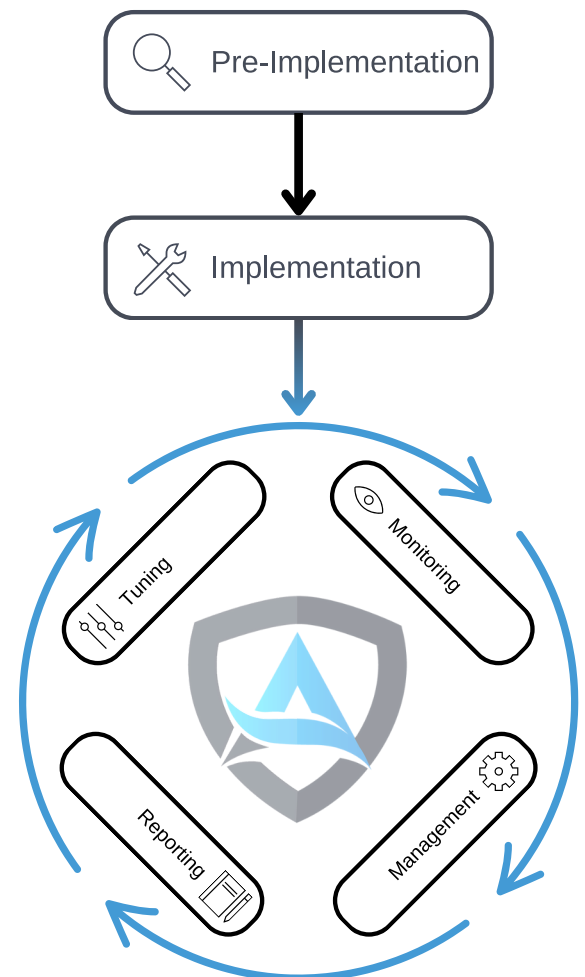 Pre-Implementation
Implementation
Tuning
Monitoring
Reporting
Management